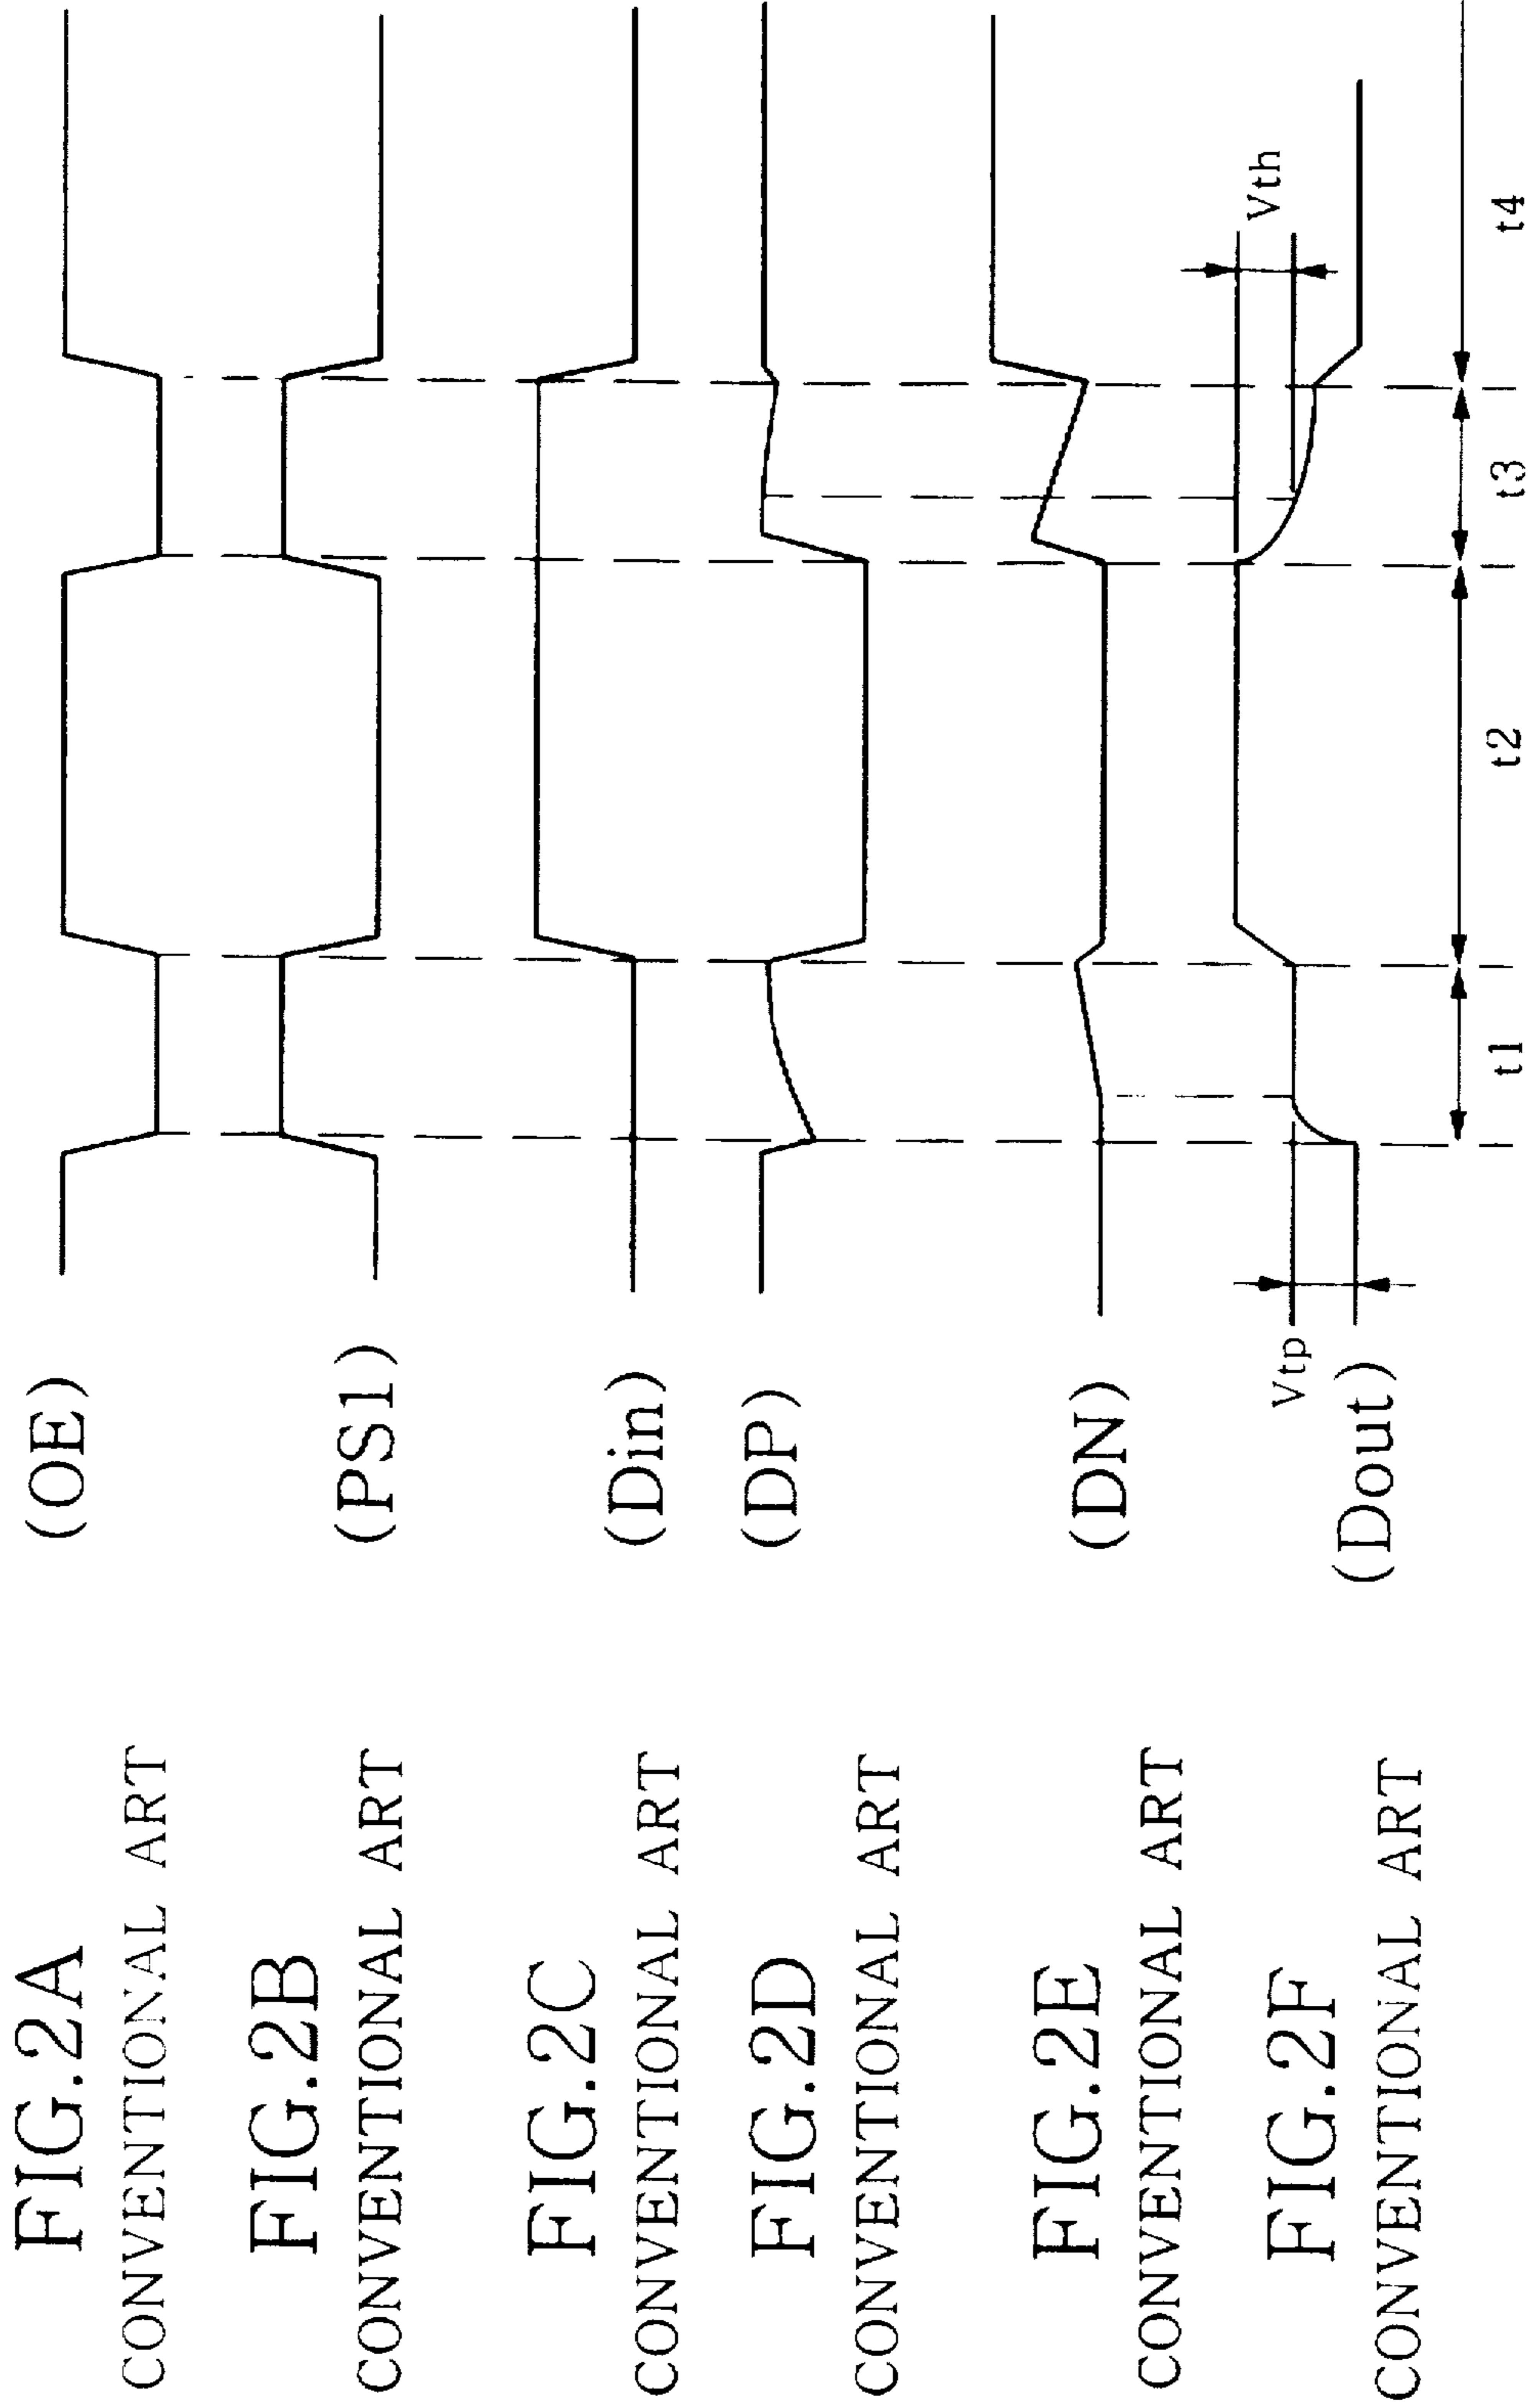 FIG.2A
CONVENTIONAL ART
(OE)
FIG.2B
CONVENTIONAL ART
(PS1)
FIG.2C
CONVENTIONAL ART
(Din)
FIG.2D
CONVENTIONAL ART
(DP)
FIG.2E
CONVENTIONAL ART
(DN)
FIG.2F
CONVENTIONAL ART
Vtp
Vth
(Dout)
t1
t2
t3
t4